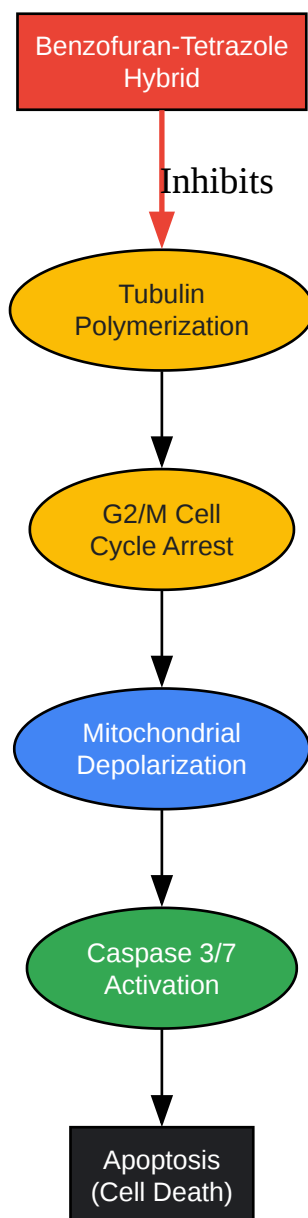 Benzofuran-Tetrazole
Hybrid
Inhibits
Tubulin
Polymerization
G2/M Cell
Cycle Arrest
Mitochondrial
Depolarization
Caspase 3/7
Activation
Apoptosis
(Cell Death)